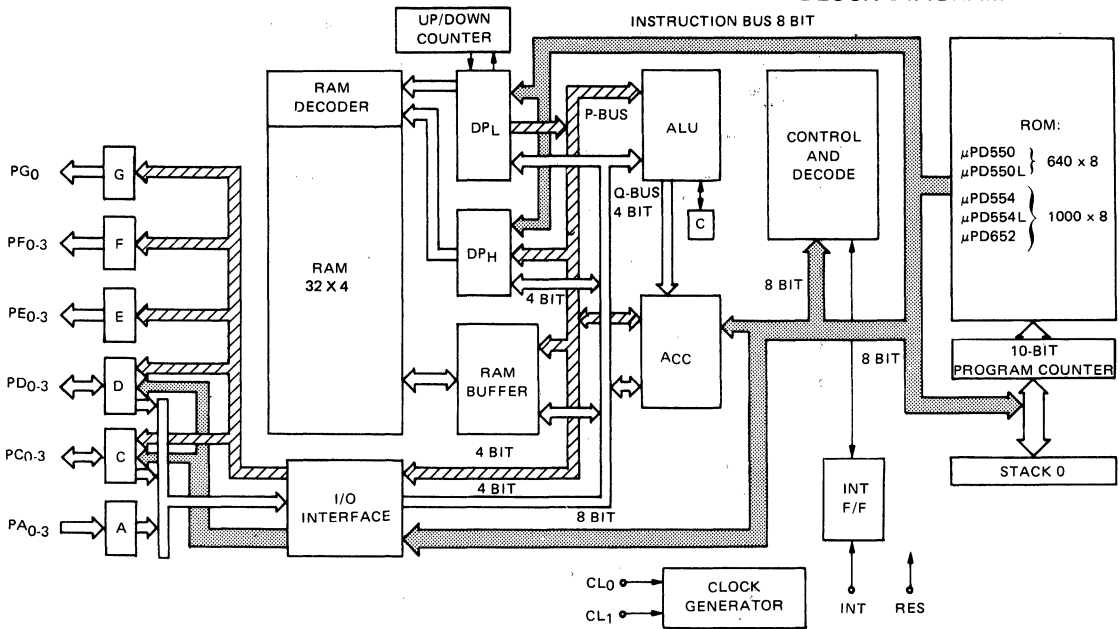 INSTRUCTION BUS 8 BIT
UP/DOWN
COUNTER
RAM
DECODER
DPL
P-BUS
ALU
CONTROL
AND
DECODE
ROM:
μPD550
μPD550L
640 x 8
μPD554
μPD554L
μPD652
1000 x 8
PG0
G
Q-BUS
4 BIT
C
PF0-3
F
DPH
RAM
32 X 4
4 BIT
8 BIT
PE0-3
E
ACC
8 BIT
10-BIT
PROGRAM COUNTER
RAM
BUFFER
PD0-3
D
PC0-3
C
4 BIT
STACK 0
I/O
INTERFACE
4 BIT
8 BIT
INT
F/F
PA0-3
A
CL0
CL1
CLOCK
GENERATOR
INT
RES